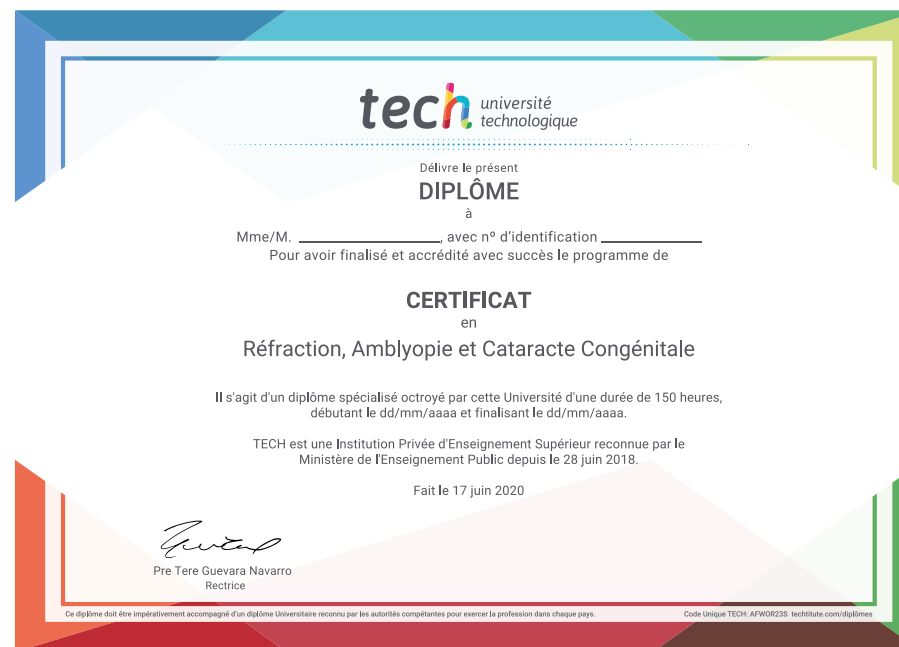 tech université
technologique
Délivre le présent
DIPLÔME
à
Mme/M. ____________________, avec nº d'identification ______________
Pour avoir finalisé et accrédité avec succès le programme de
CERTIFICAT
en
Réfraction, Amblyopie et Cataracte Congénitale
Il s'agit d'un diplôme spécialisé octroyé par cette Université d'une durée de 150 heures,
débutant le dd/mm/aaaa et finalisant le dd/mm/aaaa.
TECH est une Institution Privée d'Enseignement Supérieur reconnue par le
Ministère de l'Enseignement Public depuis le 28 juin 2018.
Fait le 17 juin 2020
Pre Tere Guevara Navarro
Rectrice
Ce diplôme doit être impérativement accompagné d'un diplôme Universitaire reconnu par les autorités compétentes pour exercer la profession dans chaque pays.
Code Unique TECH: AFWOR23S techtitute.com/diplômes